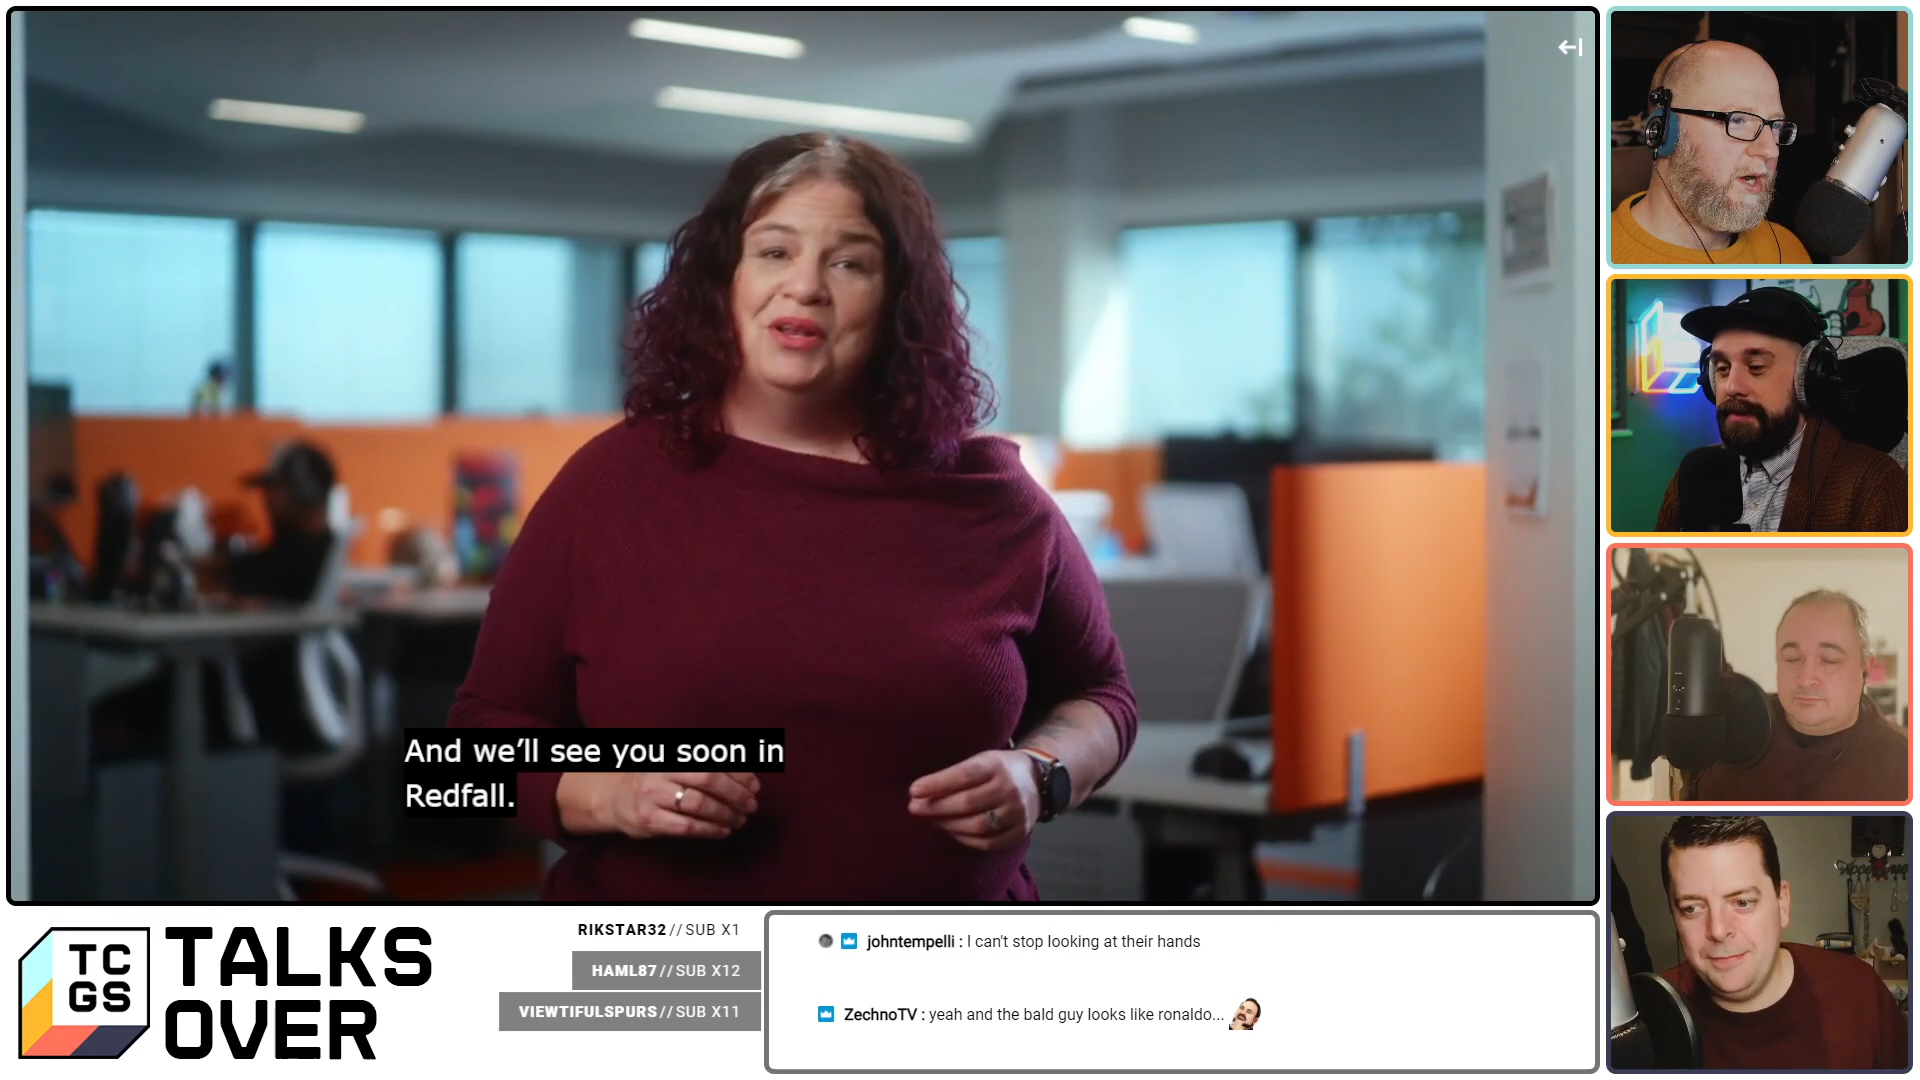 And we'll see you soon in
Redfall.
TC
GS
TALKS
OVER
RIKSTAR32 // SUB X1
HAML87 // SUB X12
VIEWTIFULSPURS // SUB X11
johntempelli : I can't stop looking at their hands
ZechnoTV : yeah and the bald guy looks like ronaldo...